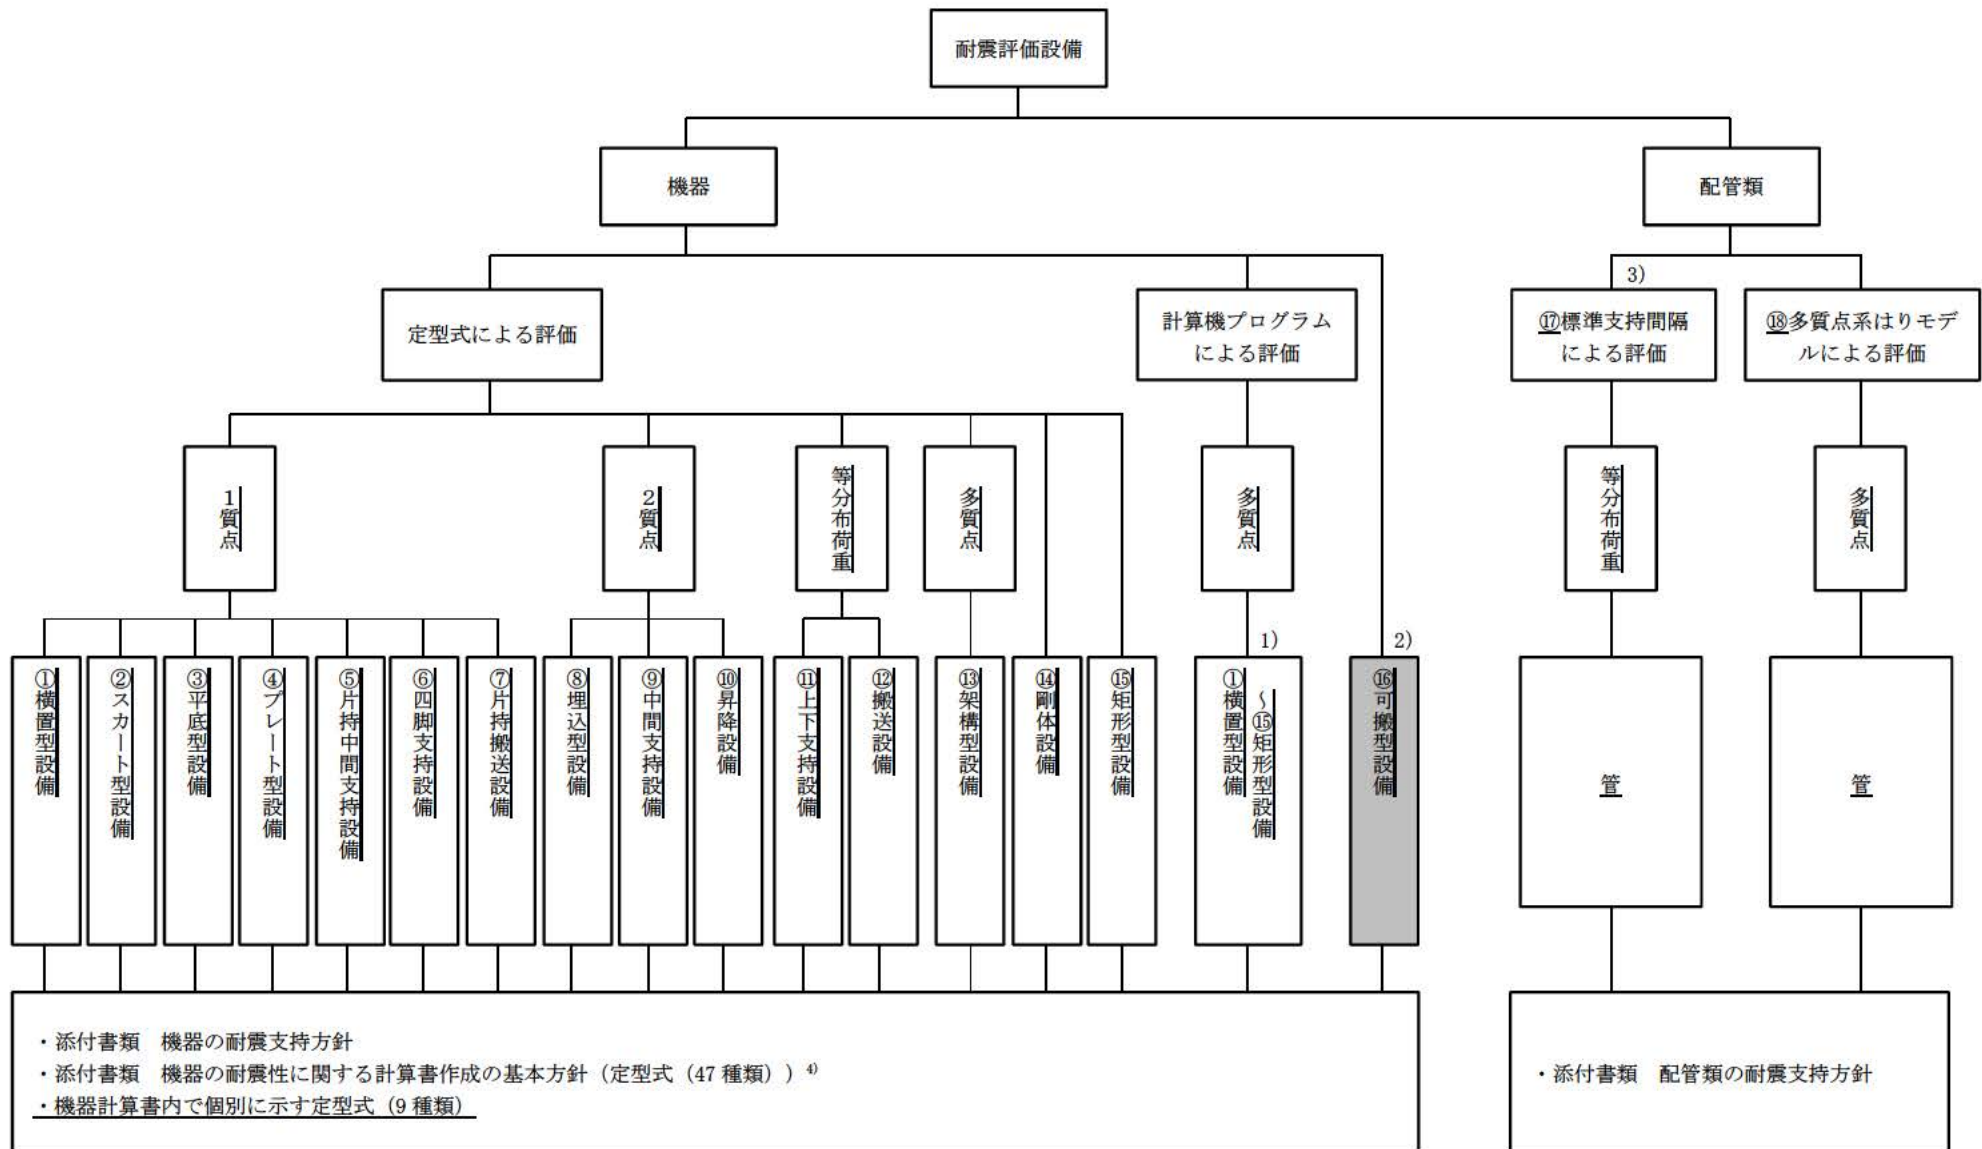 耐震評価設備
機器
配管類
定型式による評価
計算機プログラム
による評価
3)
⑰標準支持間隔
による評価
⑱多質点系はりモデ
ルによる評価
1質点
2質点
等分布荷重
多質点
多質点
等分布荷重
多質点
1)
2)
①横置型設備
②スカート型設備
③平底型設備
④プレート型設備
⑤片持中間支持設備
⑥四脚支持設備
⑦片持搬送設備
⑧埋込型設備
⑨中間支持設備
⑩昇降設備
⑪上下支持設備
⑫搬送設備
⑬架構型設備
⑭剛体設備
⑮矩形型設備
①横置型設備
～⑮矩形型設備
⑯可搬型設備
管
管
・添付書類　機器の耐震支持方針
・添付書類　機器の耐震性に関する計算書作成の基本方針（定型式（47 種類））4)
・機器計算書内で個別に示す定型式（9 種類）
・添付書類　配管類の耐震支持方針